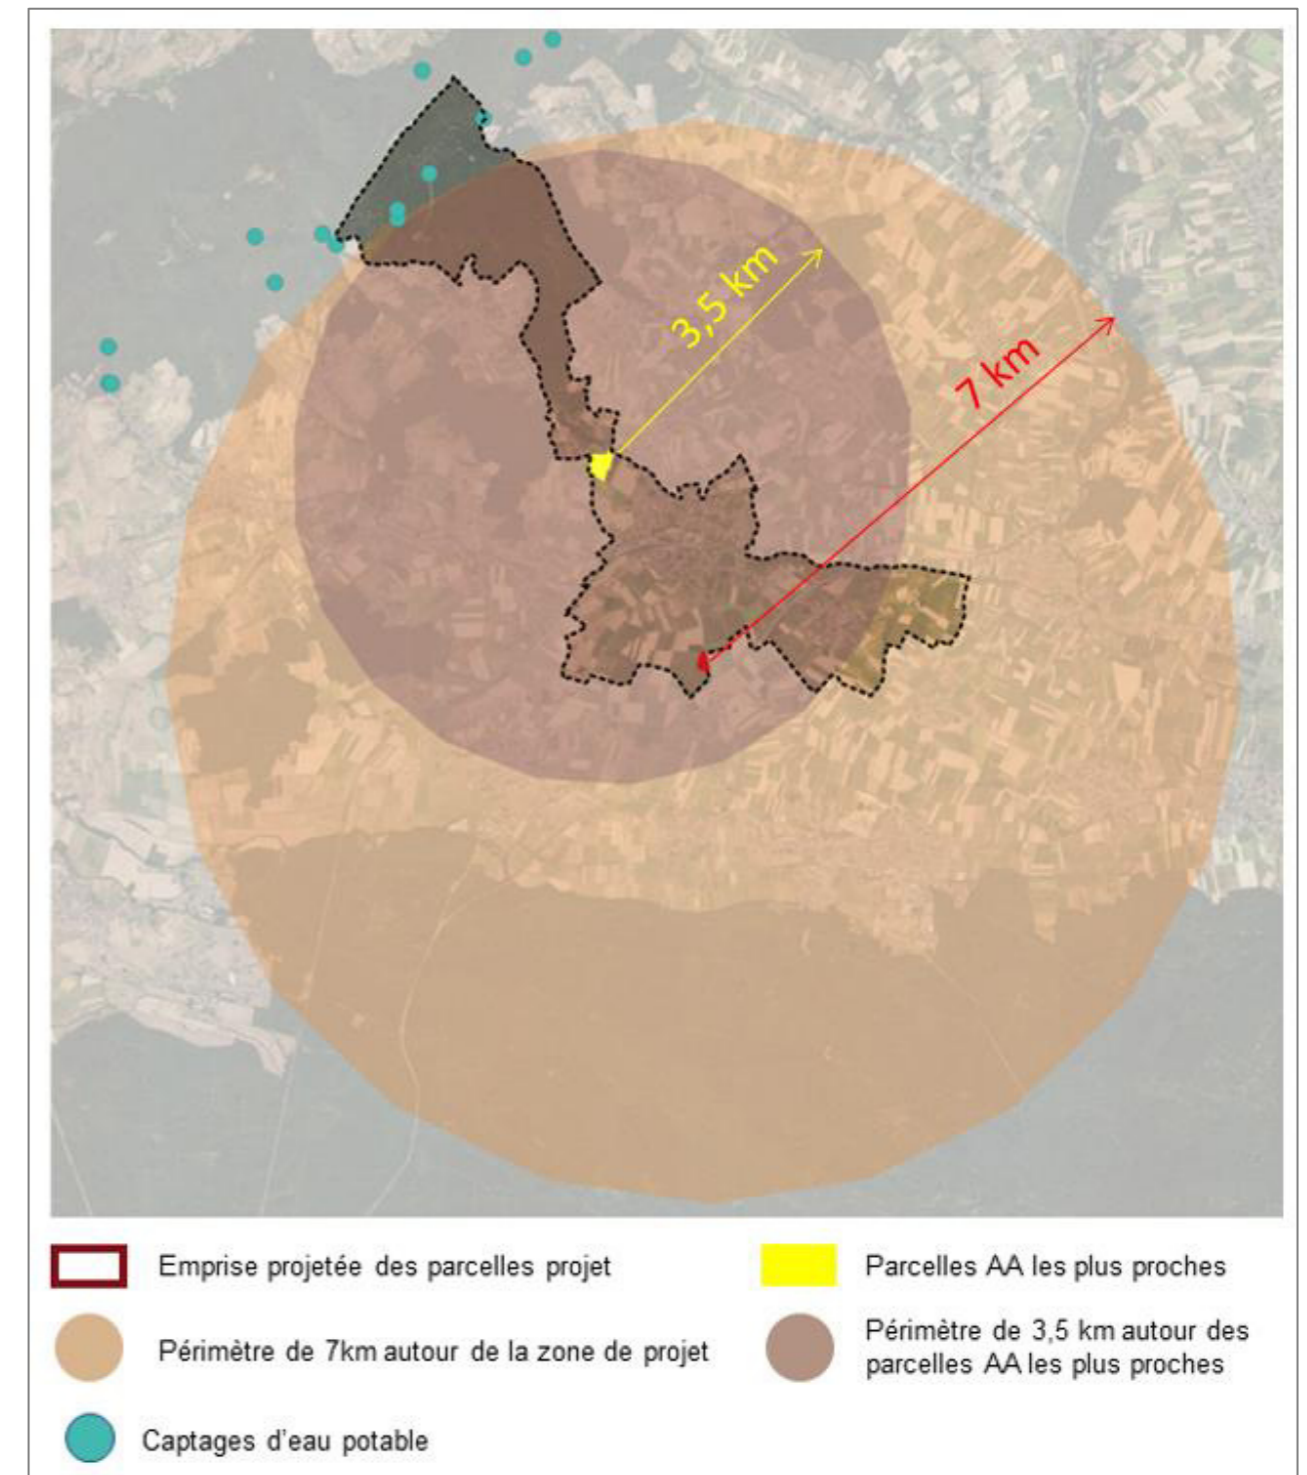 3,5 km
7 km
Emprise projetée des parcelles projet
Parcelles AA les plus proches
Périmètre de 7km autour de la zone de projet
Périmètre de 3,5 km autour des
parcelles AA les plus proches
Captages d'eau potable